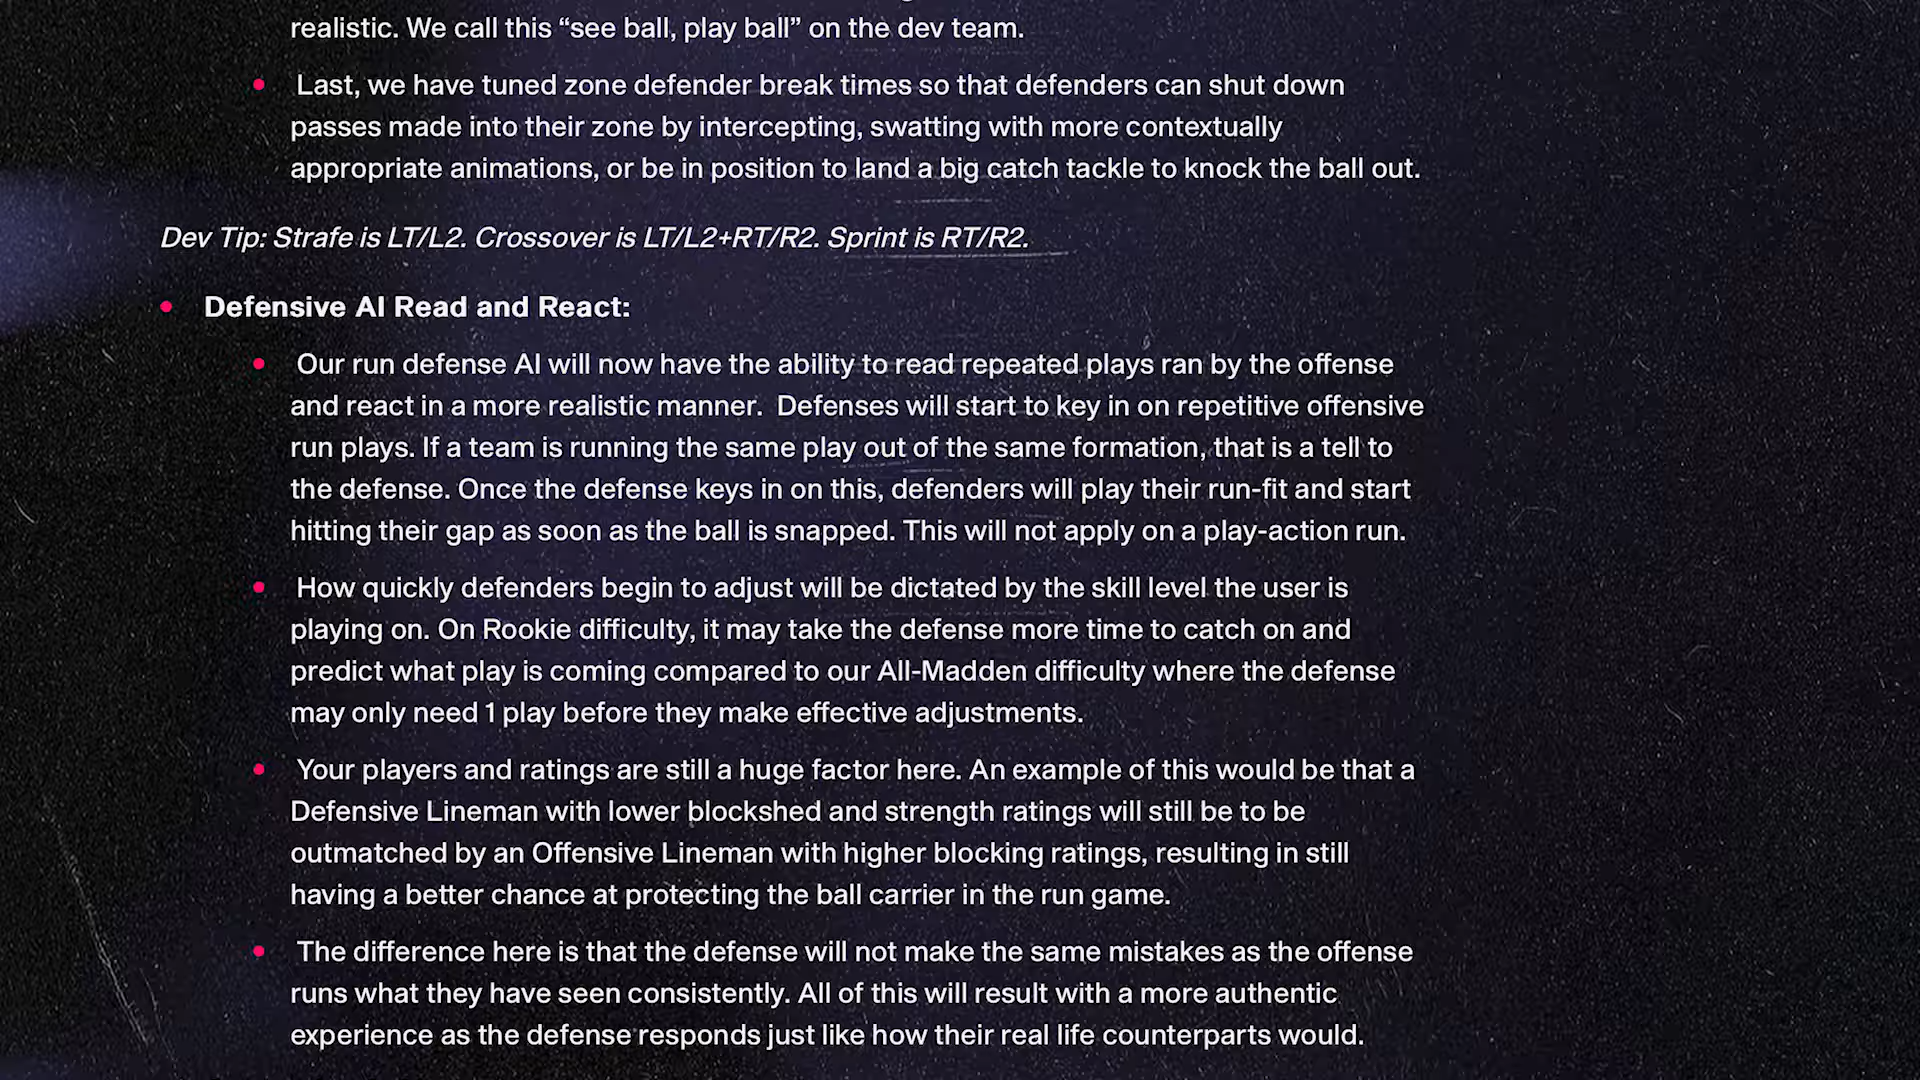 realistic. We call this “see ball, play ball” on the dev team.
Last, we have tuned zone defender break times so that defenders can shut down
passes made into their zone by intercepting, swatting with more contextually
appropriate animations, or be in position to land a big catch tackle to knock the ball out.
Dev Tip: Strafe is LT/L2. Crossover is LT/L2+RT/R2. Sprint is RT/R2.
Defensive AI Read and React:
Our run defense AI will now have the ability to read repeated plays ran by the offense
and react in a more realistic manner.  Defenses will start to key in on repetitive offensive
run plays. If a team is running the same play out of the same formation, that is a tell to
the defense. Once the defense keys in on this, defenders will play their run-fit and start
hitting their gap as soon as the ball is snapped. This will not apply on a play-action run.
How quickly defenders begin to adjust will be dictated by the skill level the user is
playing on. On Rookie difficulty, it may take the defense more time to catch on and
predict what play is coming compared to our All-Madden difficulty where the defense
may only need 1 play before they make effective adjustments.
Your players and ratings are still a huge factor here. An example of this would be that a
Defensive Lineman with lower blockshed and strength ratings will still be to be
outmatched by an Offensive Lineman with higher blocking ratings, resulting in still
having a better chance at protecting the ball carrier in the run game.
The difference here is that the defense will not make the same mistakes as the offense
runs what they have seen consistently. All of this will result with a more authentic
experience as the defense responds just like how their real life counterparts would.